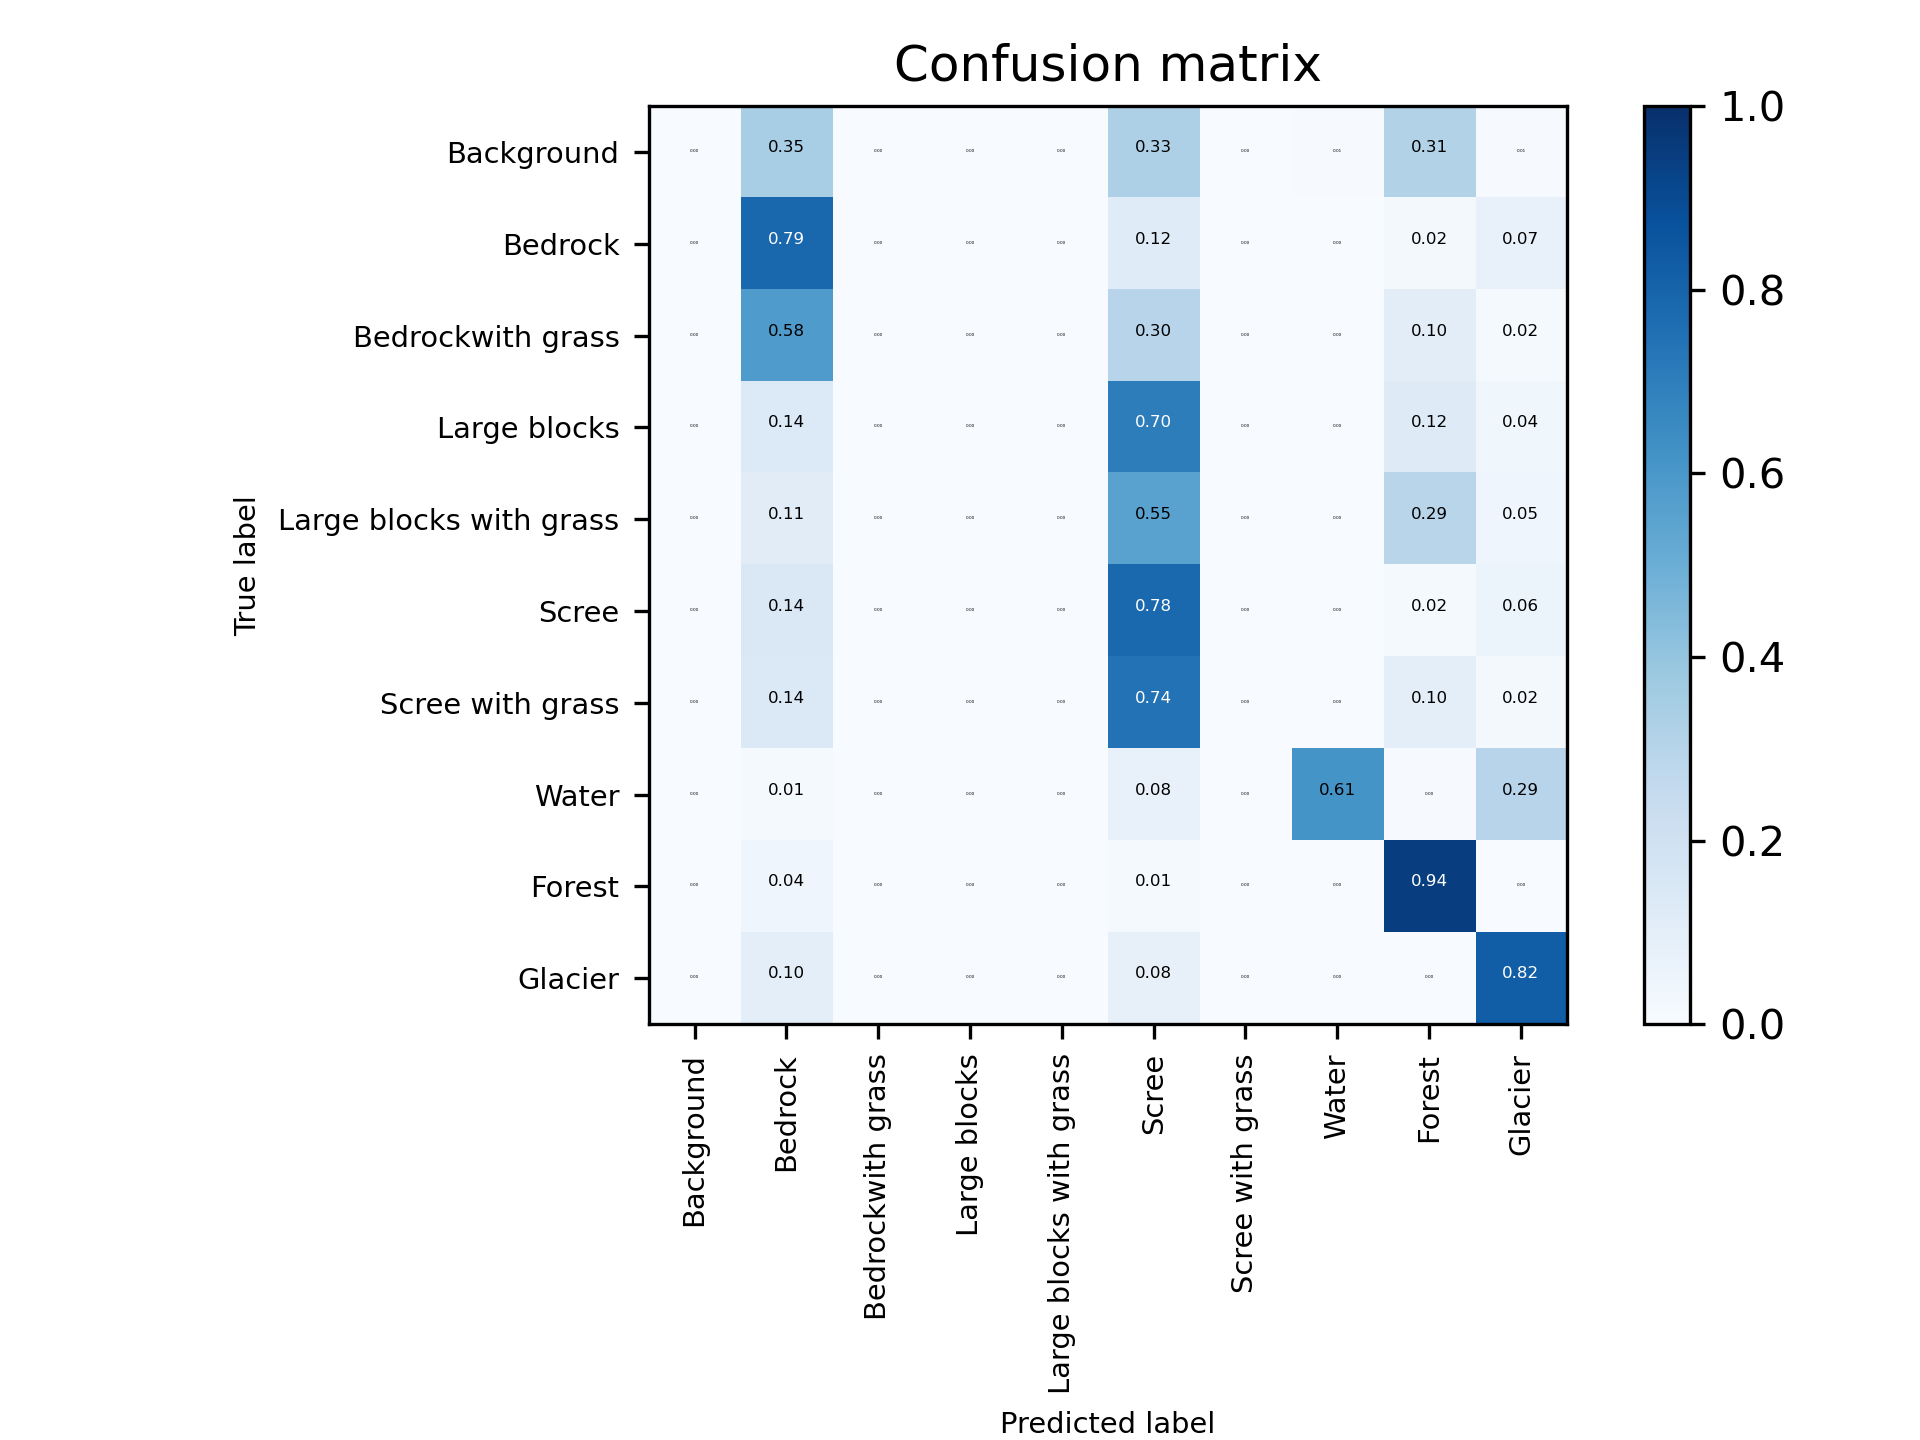 Confusion matrix
Background 0.35 0.33 0.31
Bedrock 0.79 0.12 0.02 0.07
Bedrockwith grass 0.58 0.30 0.10 0.02
Large blocks 0.14 0.70 0.12 0.04
Large blocks with grass 0.11 0.55 0.29 0.05
Scree 0.14 0.78 0.02 0.06
Scree with grass 0.14 0.74 0.10 0.02
Water 0.01 0.08 0.61 0.29
Forest 0.04 0.01 0.94
Glacier 0.10 0.08 0.82
True label
Background
Bedrock
Bedrockwith grass
Large blocks
Large blocks with grass
Scree
Scree with grass
Water
Forest
Glacier
Predicted label
1.0
0.8
0.6
0.4
0.2
0.0